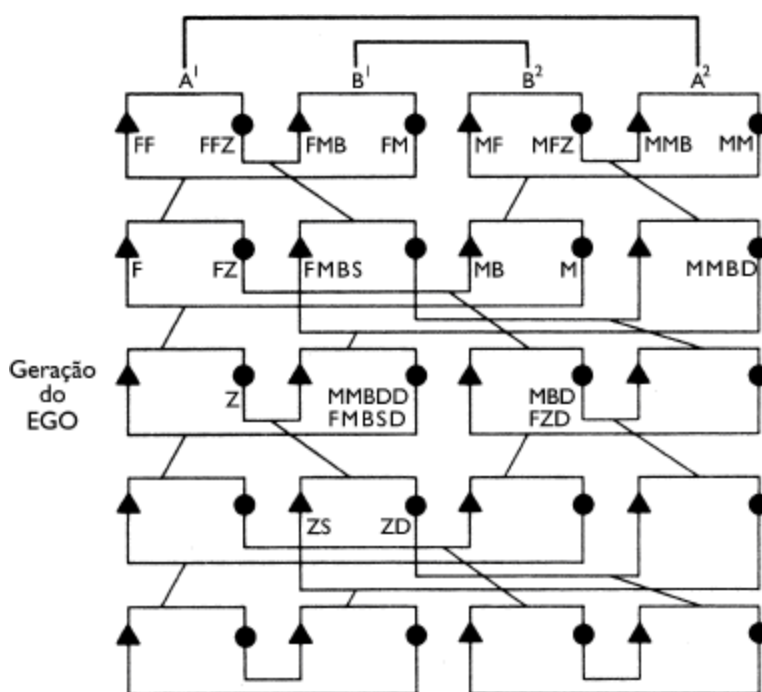 A¹ B¹ B² A²
FF FFZ FMB FM MF MFZ MMB MM
F FZ FMBS MB M MMBD
Geração
do
EGO
Z MMBDD MBD
FMBSD FZD
ZS ZD